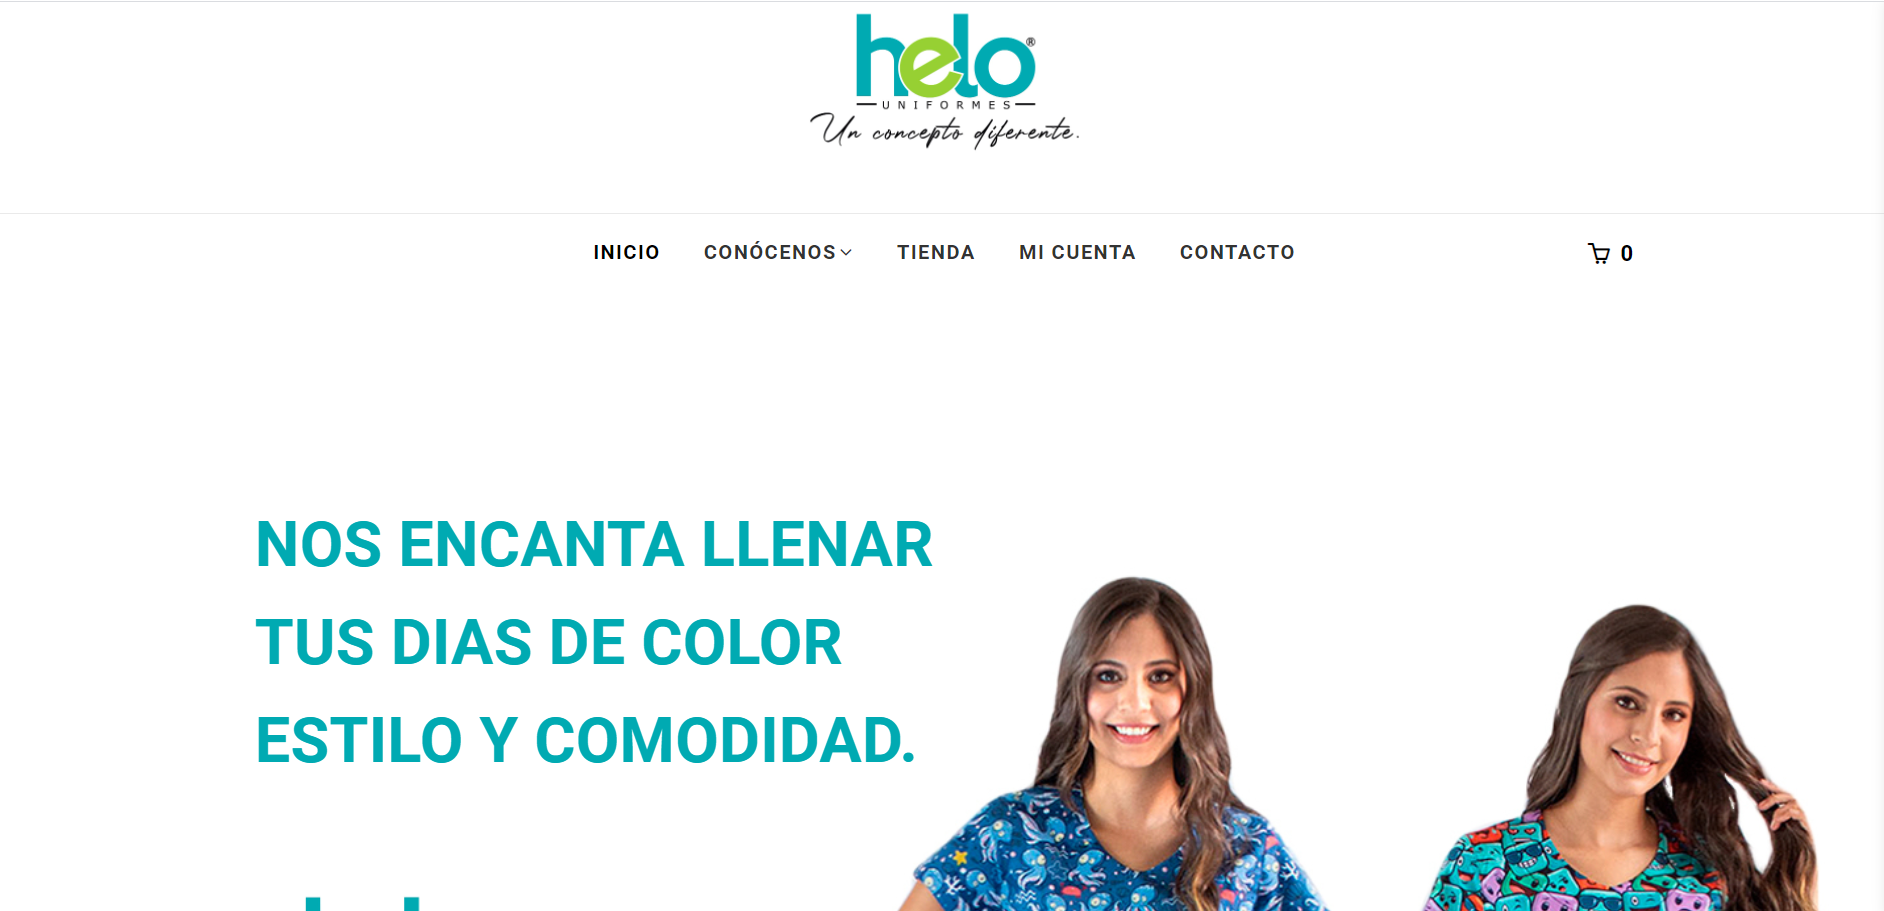 helo®
UNIFORMES
Un concepto diferente.
INICIO CONÓCENOS TIENDA MI CUENTA CONTACTO 0
NOS ENCANTA LLENAR
TUS DIAS DE COLOR
ESTILO Y COMODIDAD.